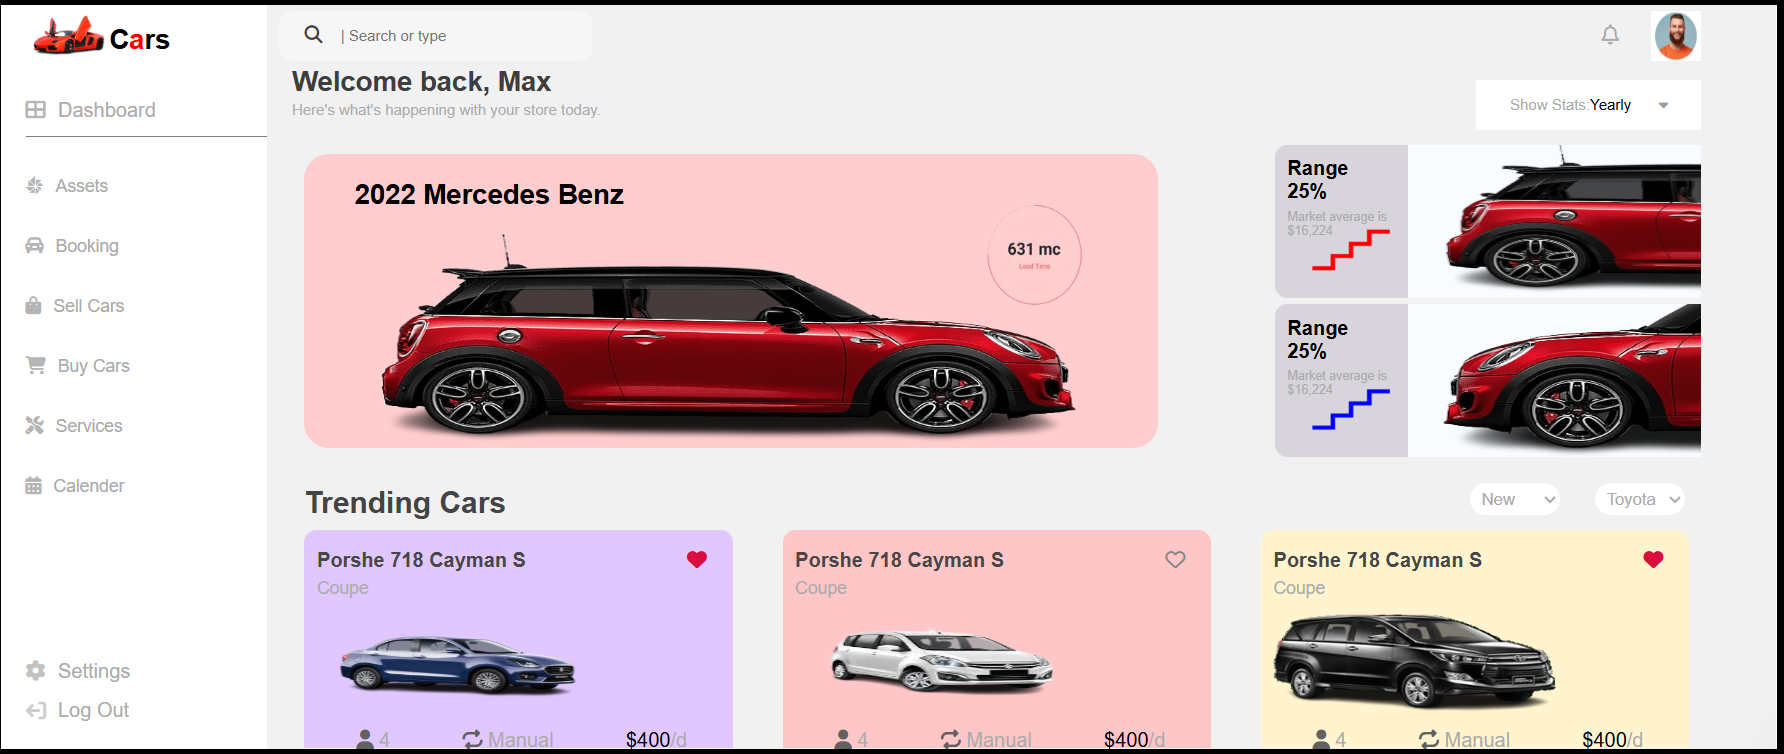 Cars
| Search or type
Welcome back, Max
Here's what's happening with your store today.
Show Stats:Yearly
Dashboard
Assets
Booking
Sell Cars
Buy Cars
Services
Calender
Settings
Log Out
2022 Mercedes Benz
631 mc
Load Time
Range
25%
Market average is
$16,224
Range
25%
Market average is
$16,224
Trending Cars
New
Toyota
Porshe 718 Cayman S
Coupe
4 Manual $400/d
Porshe 718 Cayman S
Coupe
4 Manual $400/d
Porshe 718 Cayman S
Coupe
4 Manual $400/d